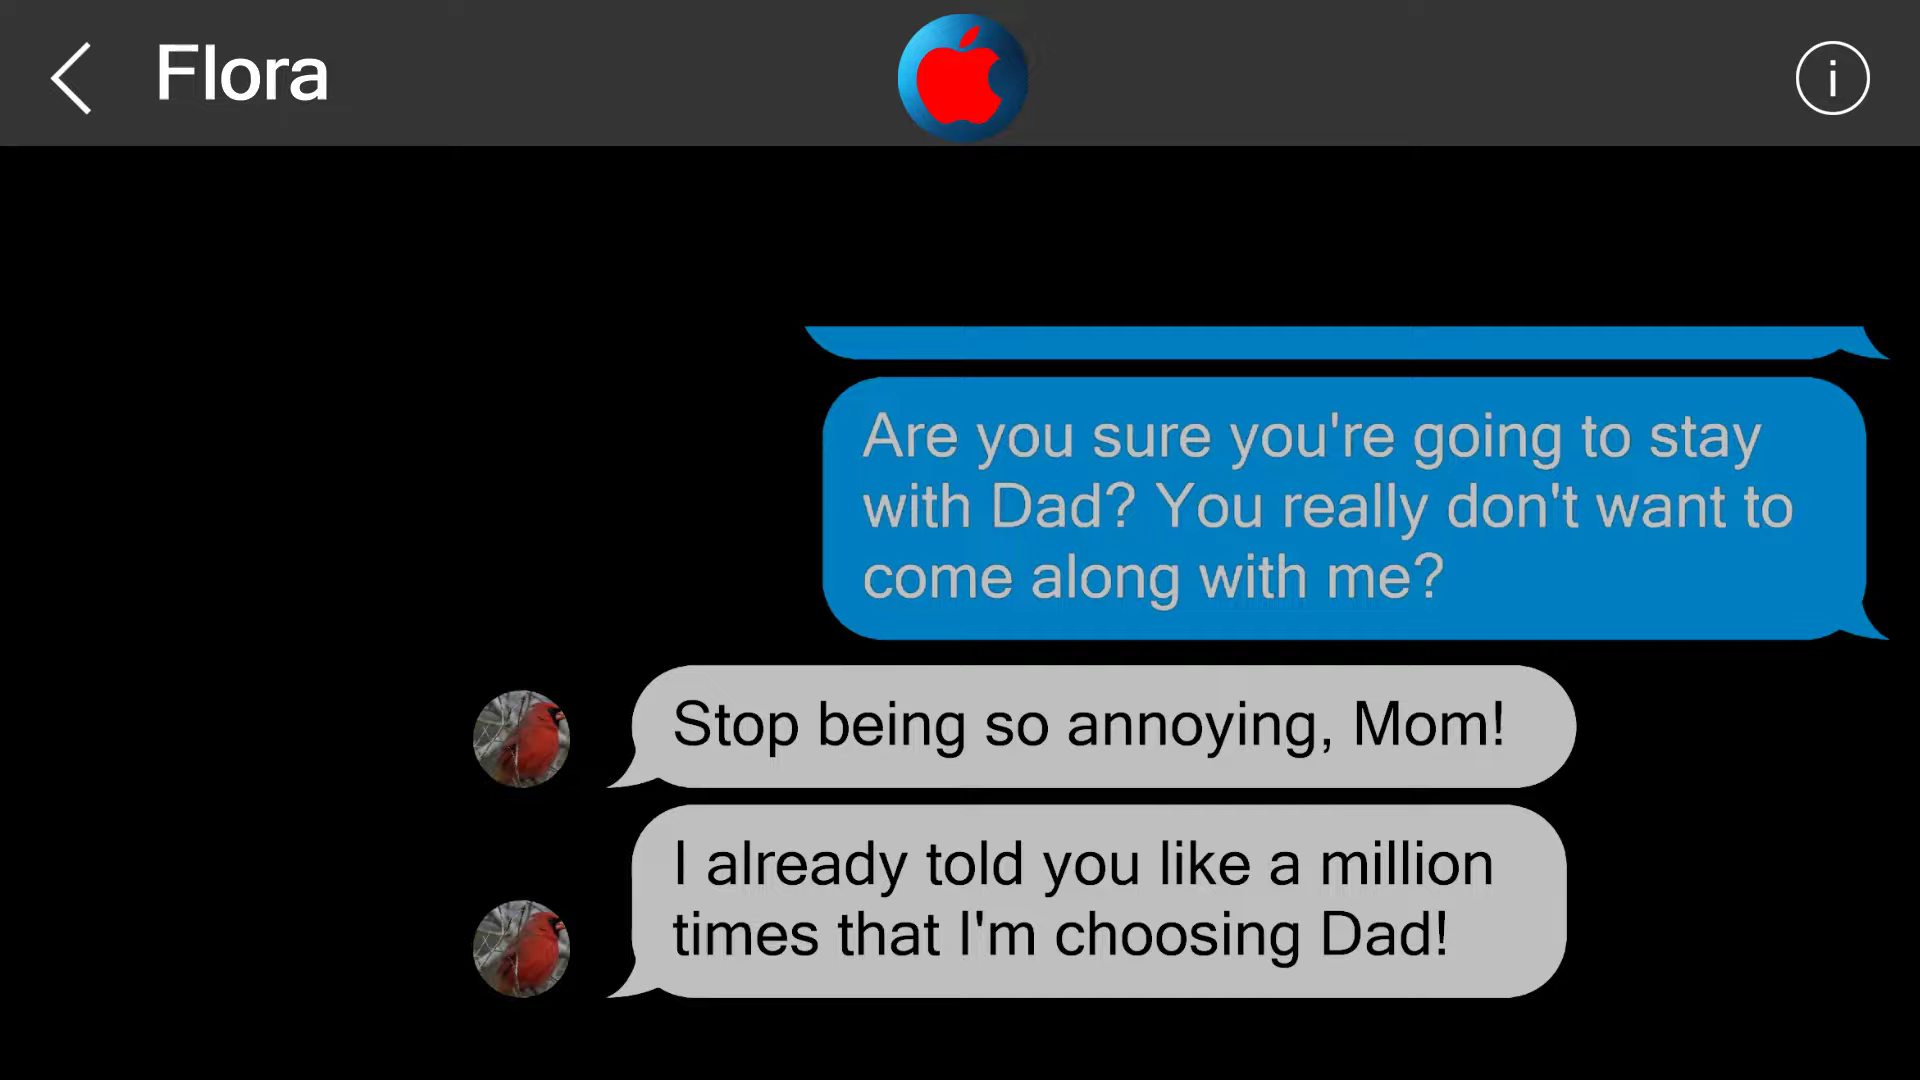 Flora
i
Are you sure you're going to stay
with Dad? You really don't want to
come along with me?
Stop being so annoying, Mom!
I already told you like a million
times that I'm choosing Dad!